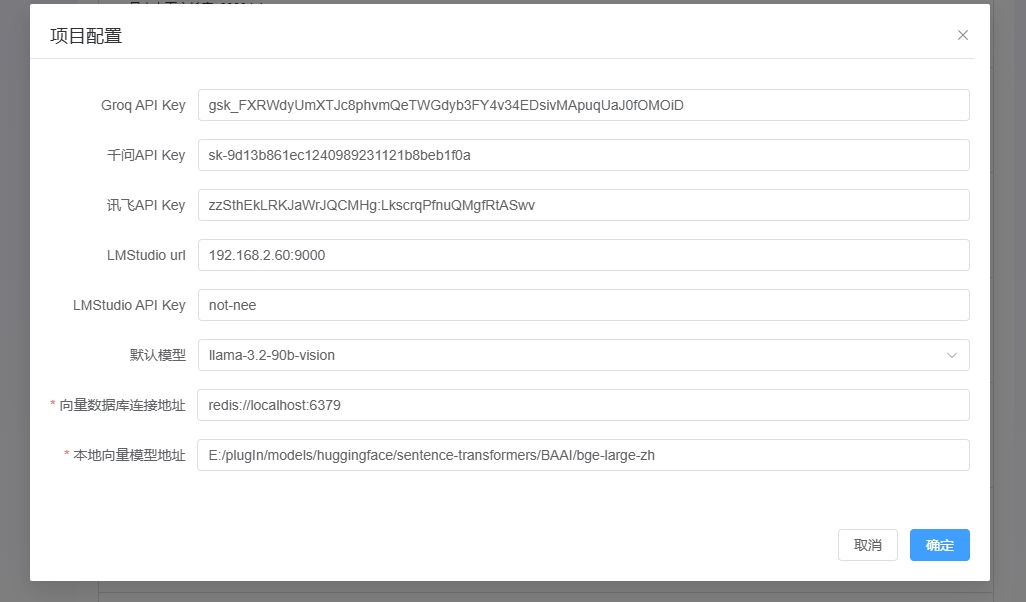 项目配置
Groq API Key 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
千问API Key sk-9d13b861ec1240989231121b8beb1f0a
讯飞API Key zzSthEkLRKJaWrJQCMHg:LkscrqPfnuQMgfRtASwv
LMStudio url 192.168.2.60:9000
LMStudio API Key not-nee
默认模型 llama-3.2-90b-vision
* 向量数据库连接地址 redis://localhost:6379
* 本地向量模型地址 E:/plugIn/models/huggingface/sentence-transformers/BAAI/bge-large-zh
取消 确定